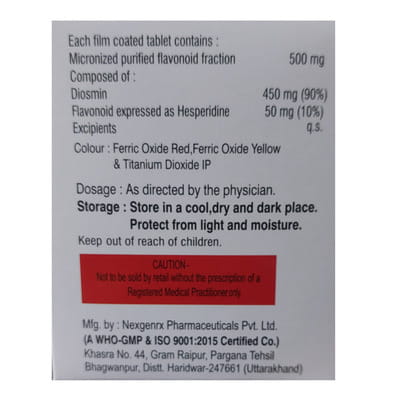 Each film coated tablet contains :
Micronized purified flavonoid fraction 500 mg
Composed of :
Diosmin 450 mg (90%)
Flavonoid expressed as Hesperidine 50 mg (10%)
Excipients q.s.
Colour : Ferric Oxide Red,Ferric Oxide Yellow
& Titanium Dioxide IP
Dosage : As directed by the physician.
Storage : Store in a cool,dry and dark place.
Protect from light and moisture.
Keep out of reach of children.
CAUTION -
Not to be sold by retail without the prescription of a
Registered Medical Practitioner.only.
Mfg. by : Nexgenrx Pharmaceuticals Pvt. Ltd.
(A WHO-GMP & ISO 9001:2015 Certified Co.)
Khasra No. 44, Gram Raipur, Pargana Tehsil
Bhagwanpur, Distt. Haridwar-247661 (Uttarakhand)